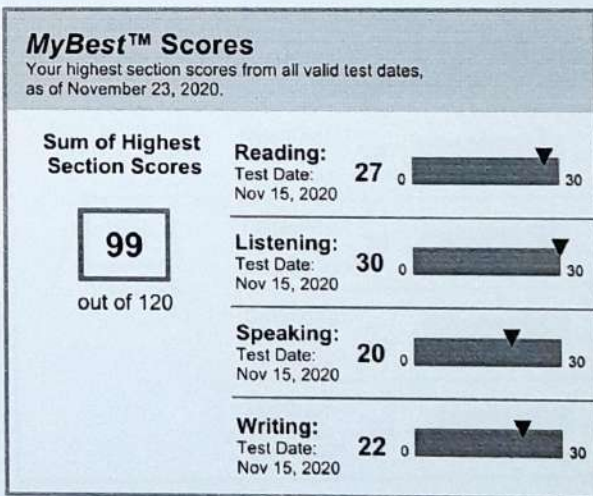 MyBest™ Scores
Your highest section scores from all valid test dates,
as of November 23, 2020.
Sum of Highest
Section Scores
99
out of 120
Reading:
Test Date:
Nov 15, 2020
27
0
30
Listening:
Test Date:
Nov 15, 2020
30
0
30
Speaking:
Test Date:
Nov 15, 2020
20
0
30
Writing:
Test Date:
Nov 15, 2020
22
0
30